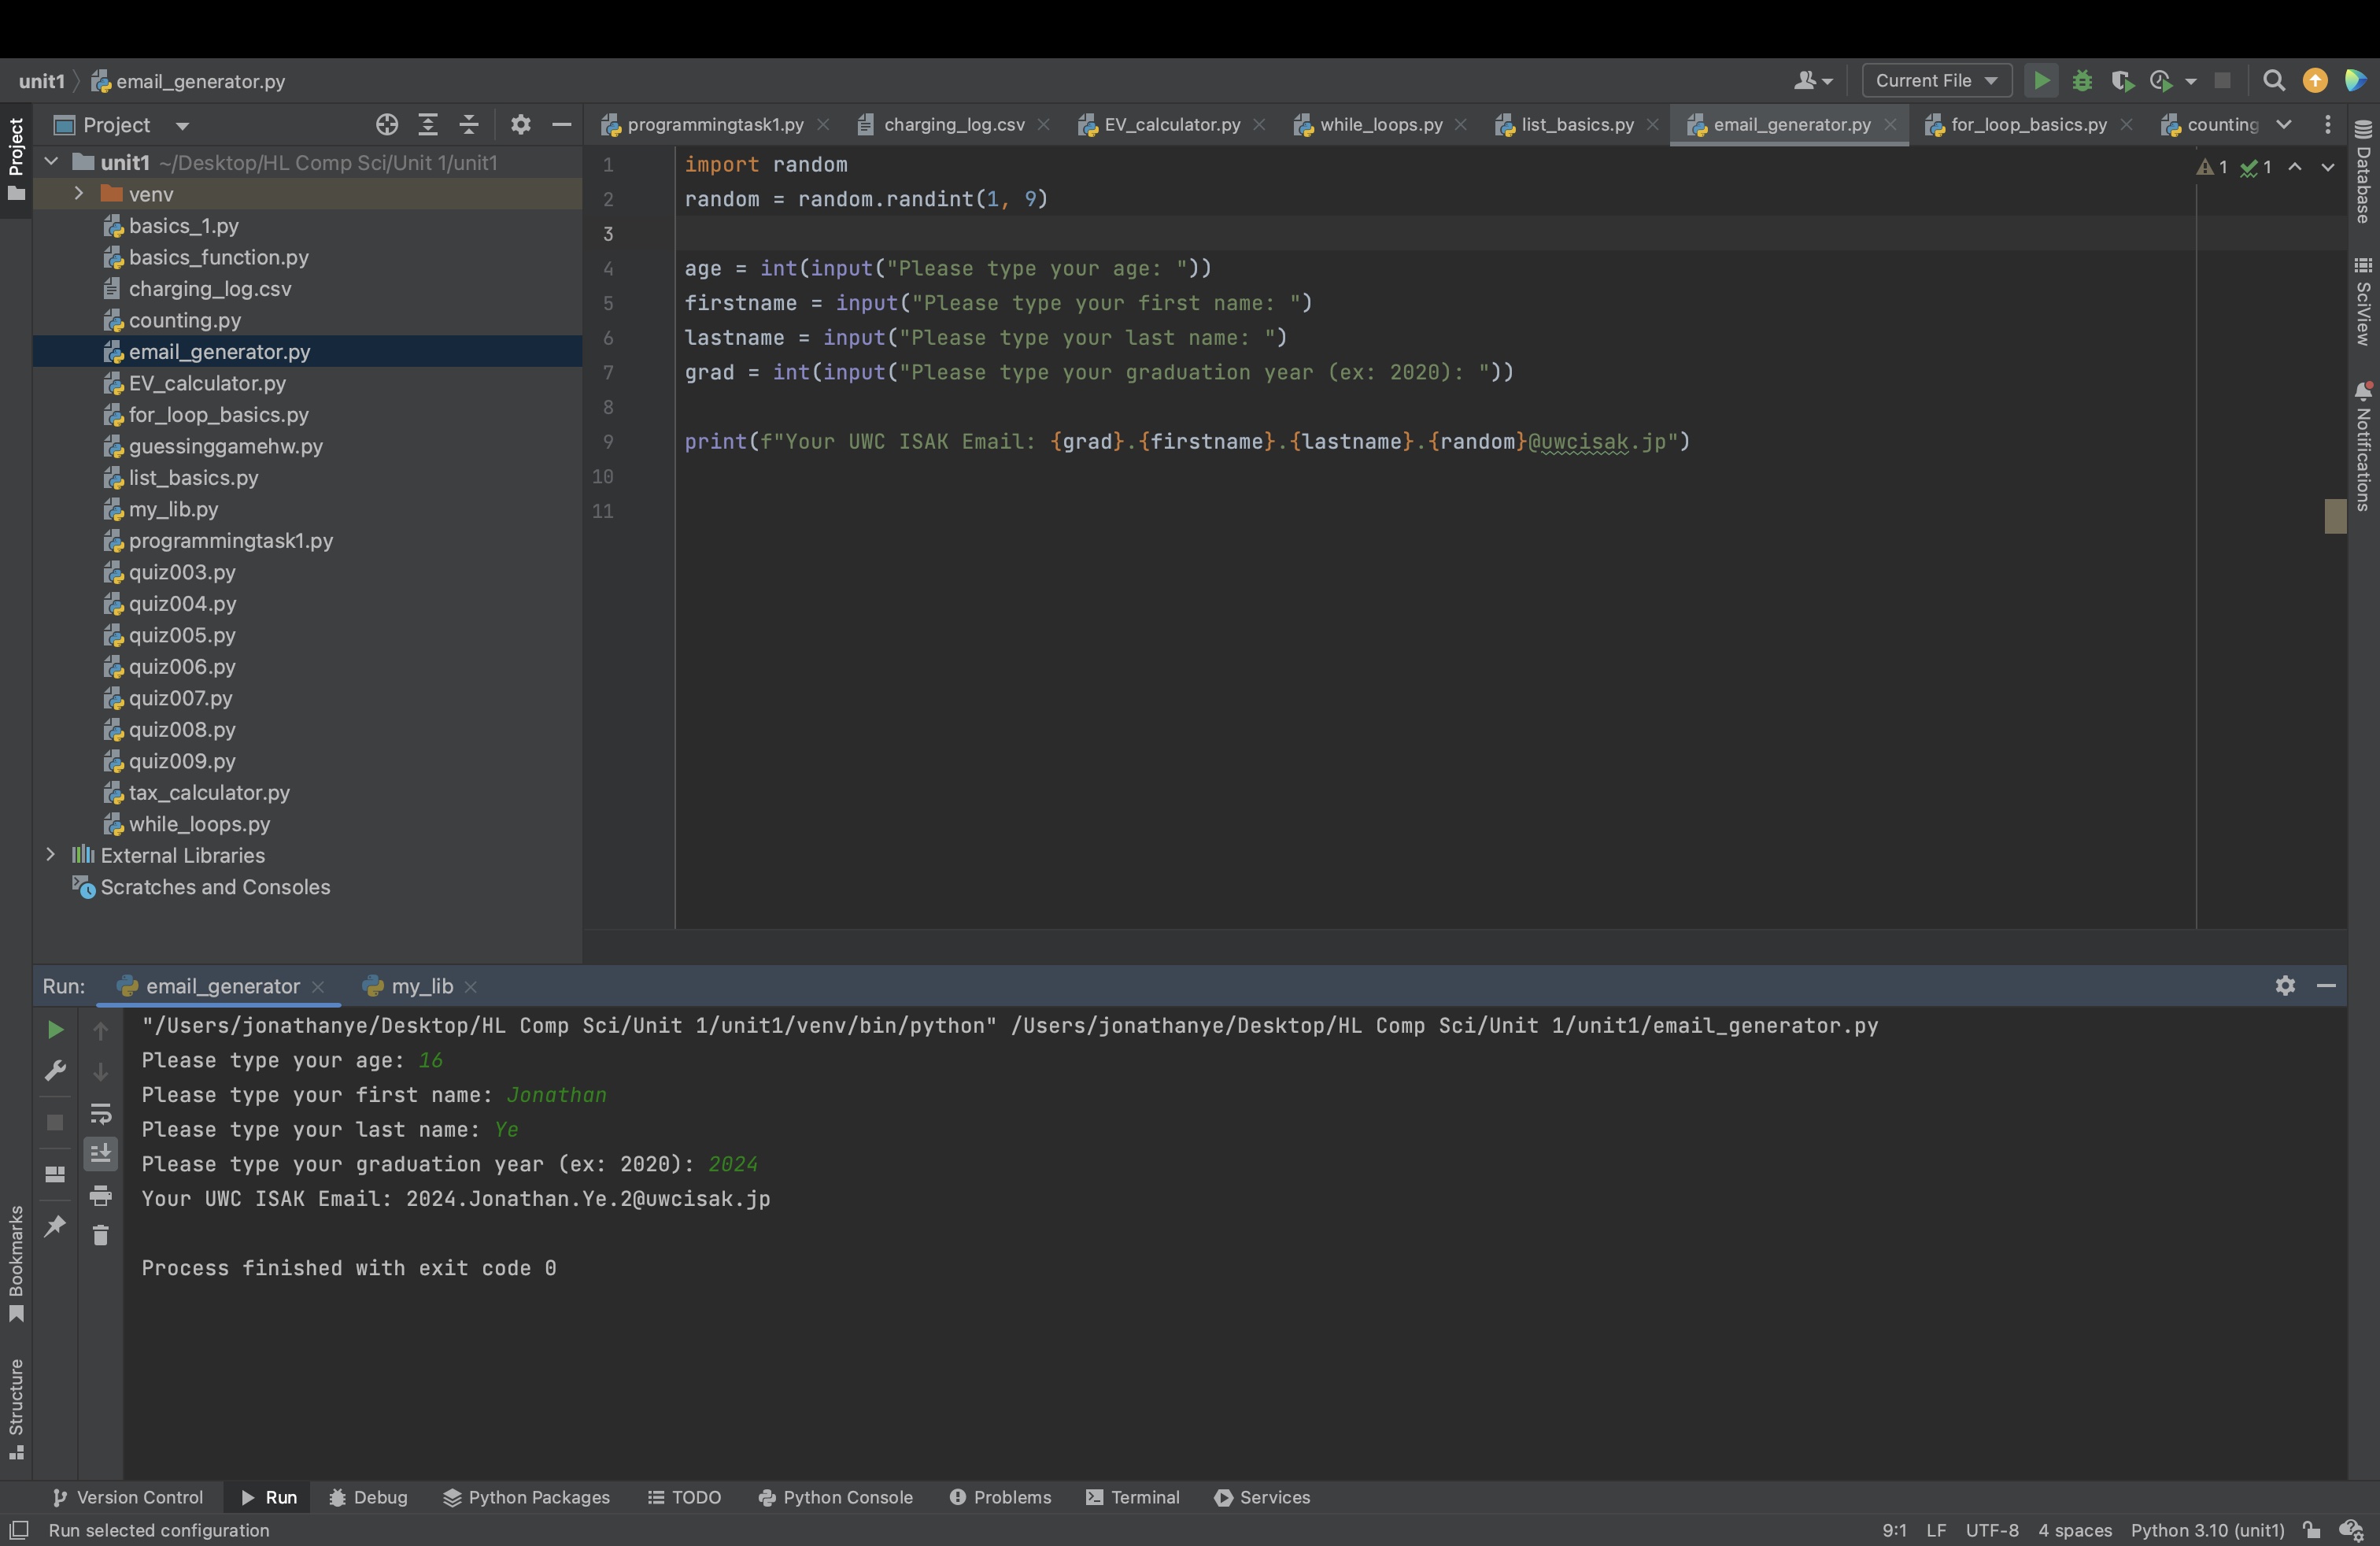 unit1 email_generator.py Current File
Project
programmingtask1.py charging_log.csv EV_calculator.py while_loops.py list_basics.py email_generator.py for_loop_basics.py counting
Project
unit1 ~/Desktop/HL Comp Sci/Unit 1/unit1
venv
basics_1.py
basics_function.py
charging_log.csv
counting.py
email_generator.py
EV_calculator.py
for_loop_basics.py
guessinggamehw.py
list_basics.py
my_lib.py
programmingtask1.py
quiz003.py
quiz004.py
quiz005.py
quiz006.py
quiz007.py
quiz008.py
quiz009.py
tax_calculator.py
while_loops.py
External Libraries
Scratches and Consoles
1 import random
2 random = random.randint(1, 9)
3
4 age = int(input("Please type your age: "))
5 firstname = input("Please type your first name: ")
6 lastname = input("Please type your last name: ")
7 grad = int(input("Please type your graduation year (ex: 2020): "))
8
9 print(f"Your UWC ISAK Email: {grad}.{firstname}.{lastname}.{random}@uwcisak.jp")
10
11
1 1
Database
SciView
Notifications
Run: email_generator my_lib
"/Users/jonathanye/Desktop/HL Comp Sci/Unit 1/unit1/venv/bin/python" /Users/jonathanye/Desktop/HL Comp Sci/Unit 1/unit1/email_generator.py
Please type your age: 16
Please type your first name: Jonathan
Please type your last name: Ye
Please type your graduation year (ex: 2020): 2024
Your UWC ISAK Email: 2024.Jonathan.Ye.2@uwcisak.jp
Process finished with exit code 0
Bookmarks
Structure
Version Control Run Debug Python Packages TODO Python Console Problems Terminal Services
Run selected configuration 9:1 LF UTF-8 4 spaces Python 3.10 (unit1)